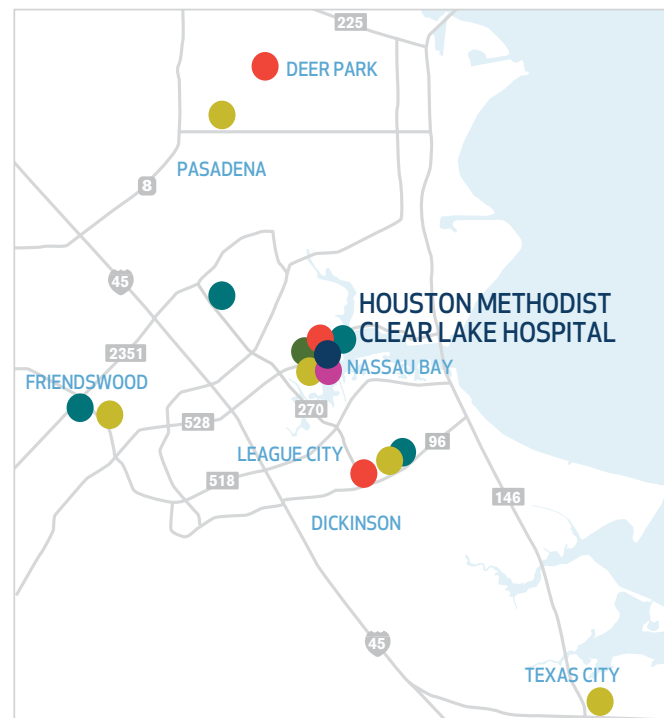 225
DEER PARK
PASADENA
8
45
HOUSTON METHODIST
CLEAR LAKE HOSPITAL
2351
NASSAU BAY
FRIENDSWOOD
270
528
96
LEAGUE CITY
518
146
DICKINSON
45
TEXAS CITY